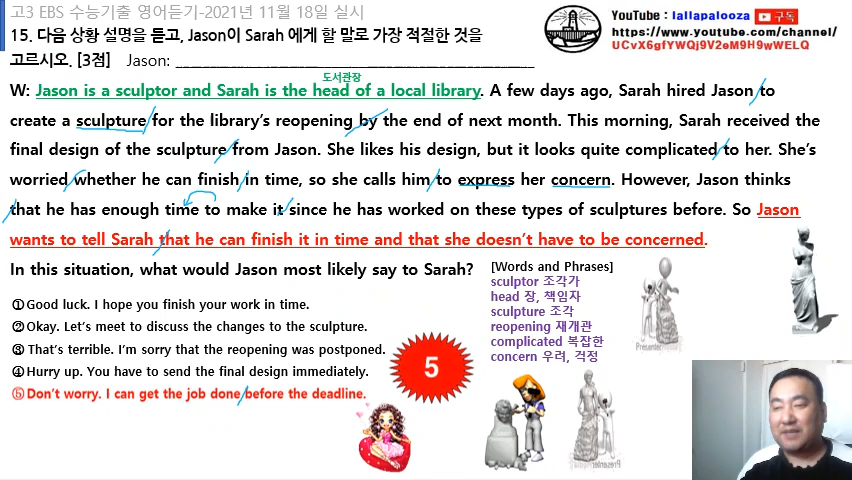 고3 EBS 수능기출 영어듣기-2021년 11월 18일 실시
YouTube : lallapalooza 구독
15. 다음 상황 설명을 듣고, Jason이 Sarah 에게 할 말로 가장 적절한 것을
https://www.youtube.com/channel/
고르시오. [3점] Jason: ______________________________
UCvX6gfYWQj9V2eM9H9wWELQ
도서관장
W: Jason is a sculptor and Sarah is the head of a local library. A few days ago, Sarah hired Jason to
create a sculpture for the library's reopening by the end of next month. This morning, Sarah received the
final design of the sculpture from Jason. She likes his design, but it looks quite complicated to her. She's
worried whether he can finish in time, so she calls him to express her concern. However, Jason thinks
that he has enough time to make it since he has worked on these types of sculptures before. So Jason
wants to tell Sarah that he can finish it in time and that she doesn't have to be concerned.
In this situation, what would Jason most likely say to Sarah?
① Good luck. I hope you finish your work in time.
② Okay. Let's meet to discuss the changes to the sculpture.
③ That's terrible. I'm sorry that the reopening was postponed.
④ Hurry up. You have to send the final design immediately.
⑤ Don't worry. I can get the job done before the deadline.
5
[Words and Phrases]
sculptor 조각가
head 장, 책임자
sculpture 조각
reopening 재개관
complicated 복잡한
concern 우려, 걱정